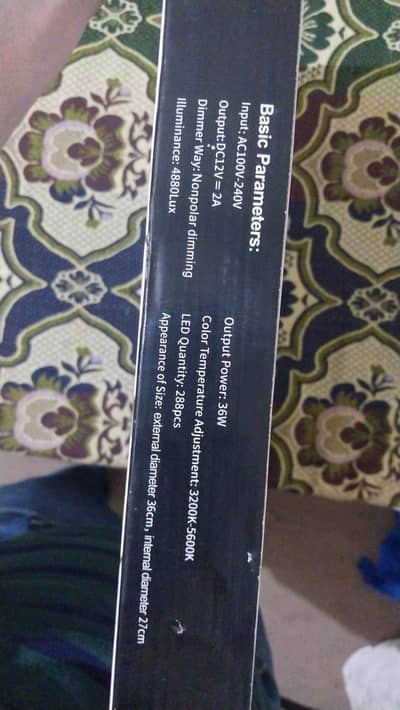 Basic Parameters:
Input: AC100V-240V
Output:DC12V = 2A
Dimmer Way: Nonpolar dimming
Illuminance: 4880Lux
Output Power: 36W
Color Temperature Adjustment: 3200K-5600K
LED Quantity: 288pcs
Appearance of Size: external diameter 36cm, internal diameter 27cm